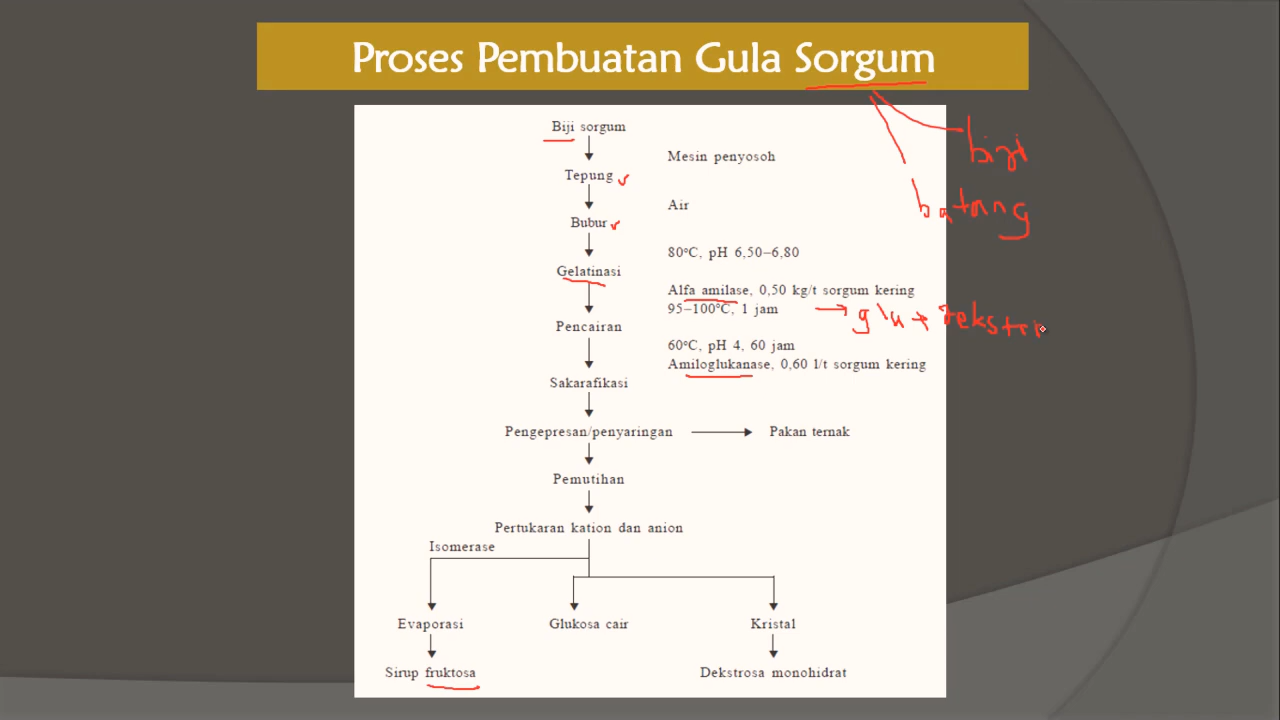 Proses Pembuatan Gula Sorgum
Biji sorgum
Mesin penyosoh
biji
Tepung
Air
batang
Bubur
80°C, pH 6,50–6,80
Gelatinasi
Alfa amilase, 0,50 kg/t sorgum kering
95–100°C, 1 jam
glu +
Pencairan
60°C, pH 4, 60 jam
Amiloglukanase, 0,60 l/t sorgum kering
Sakarafikasi
Pengepresan/penyaringan
Pakan ternak
Pemutihan
Pertukaran kation dan anion
Isomerase
Evaporasi
Glukosa cair
Kristal
Sirup fruktosa
Dekstrosa monohidrat